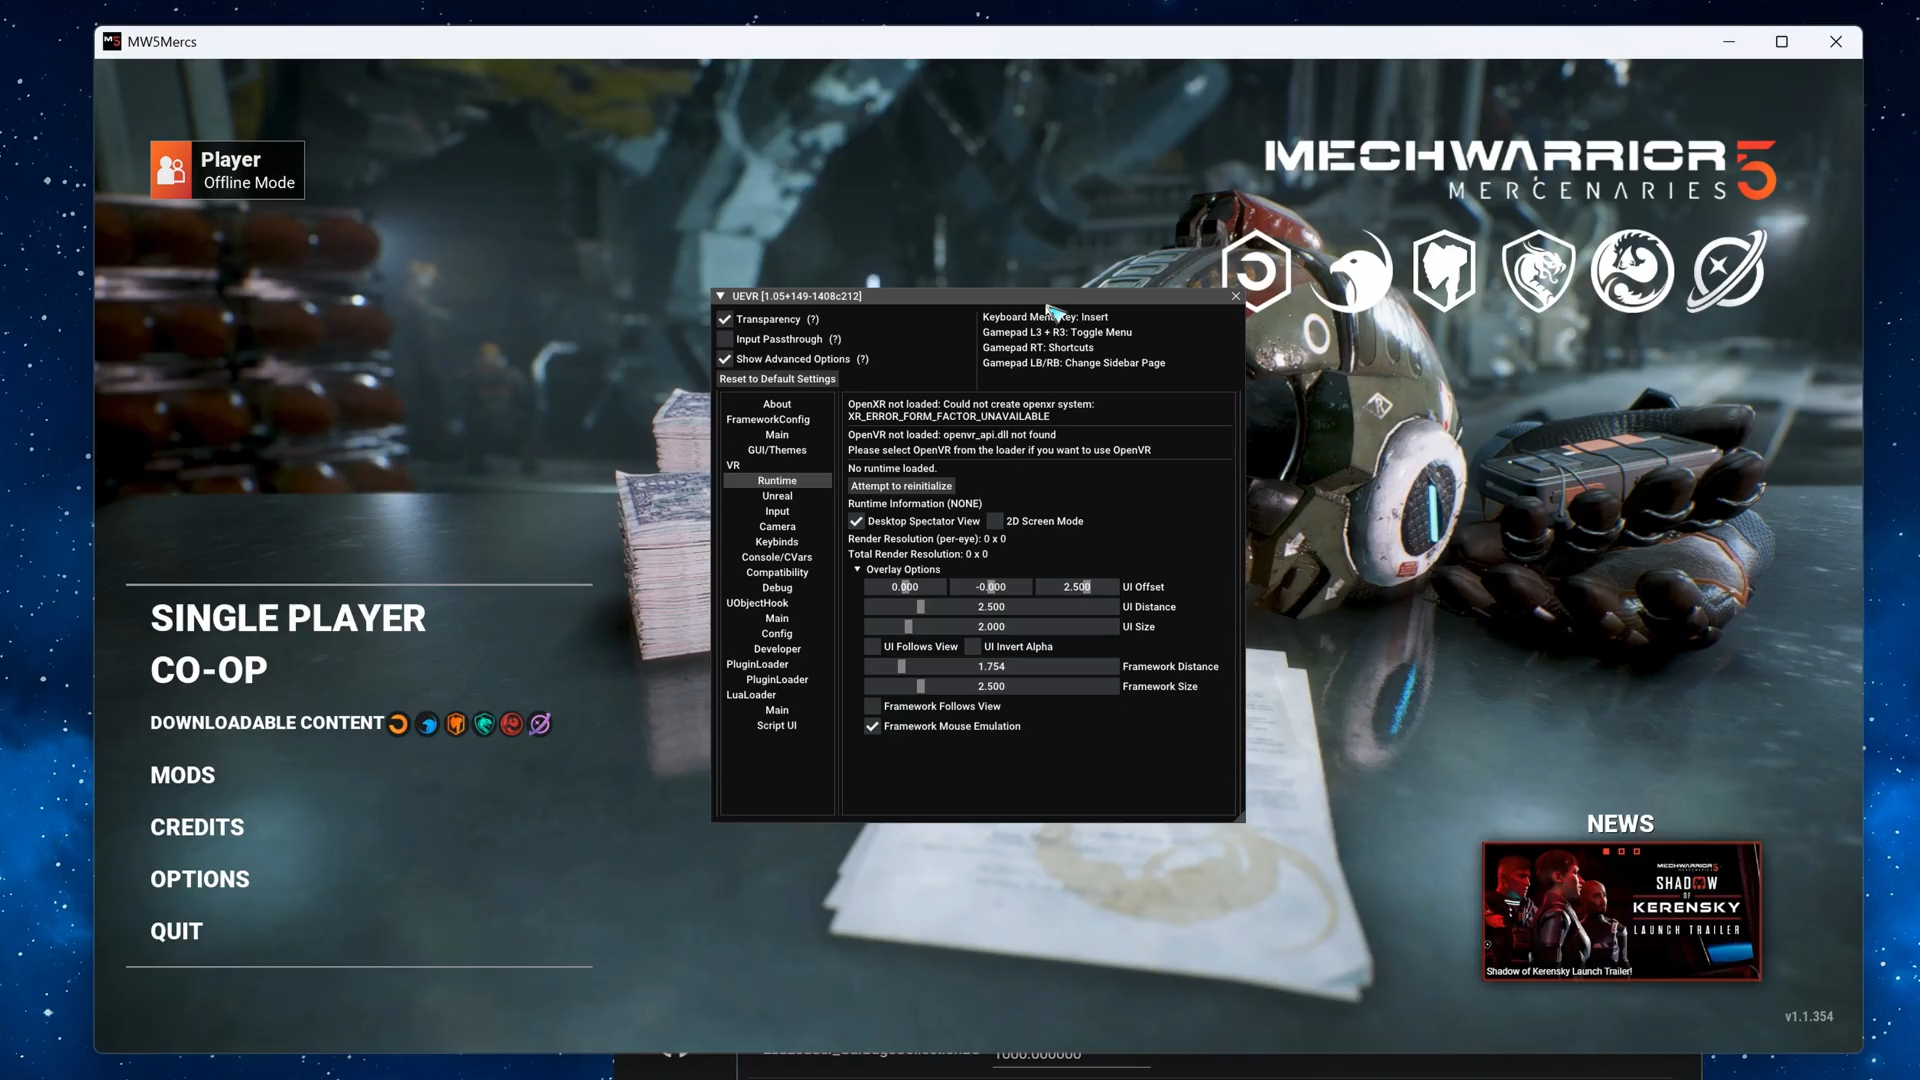 MW5Mercs
Player
Offline Mode
MECHWARRIOR 5
MERCENARIES
UEVR [1.05+149-1408c212]
Transparency (?)
Input Passthrough (?)
Show Advanced Options (?)
Reset to Default Settings
Keyboard Menu Key: Insert
Gamepad L3 + R3: Toggle Menu
Gamepad RT: Shortcuts
Gamepad LB/RB: Change Sidebar Page
About
FrameworkConfig
Main
GUI/Themes
VR
Runtime
Unreal
Input
Camera
Keybinds
Console/CVars
Compatibility
Debug
UObjectHook
Main
Config
Developer
PluginLoader
PluginLoader
LuaLoader
Main
Script UI
OpenXR not loaded: Could not create openxr system:
XR_ERROR_FORM_FACTOR_UNAVAILABLE
OpenVR not loaded: openvr_api.dll not found
Please select OpenVR from the loader if you want to use OpenVR
No runtime loaded.
Attempt to reinitialize
Runtime Information (NONE)
Desktop Spectator View 2D Screen Mode
Render Resolution (per-eye): 0 x 0
Total Render Resolution: 0 x 0
Overlay Options
0.000 -0.000 2.500 UI Offset
2.500 UI Distance
2.000 UI Size
UI Follows View UI Invert Alpha
1.754 Framework Distance
2.500 Framework Size
Framework Follows View
Framework Mouse Emulation
SINGLE PLAYER
CO-OP
DOWNLOADABLE CONTENT
MODS
CREDITS
OPTIONS
QUIT
NEWS
MECHWARRIOR 5
MERCENARIES
SHADOW
OF
KERENSKY
LAUNCH TRAILER
Shadow of Kerensky Launch Trailer!
v1.1.354
1000.000000